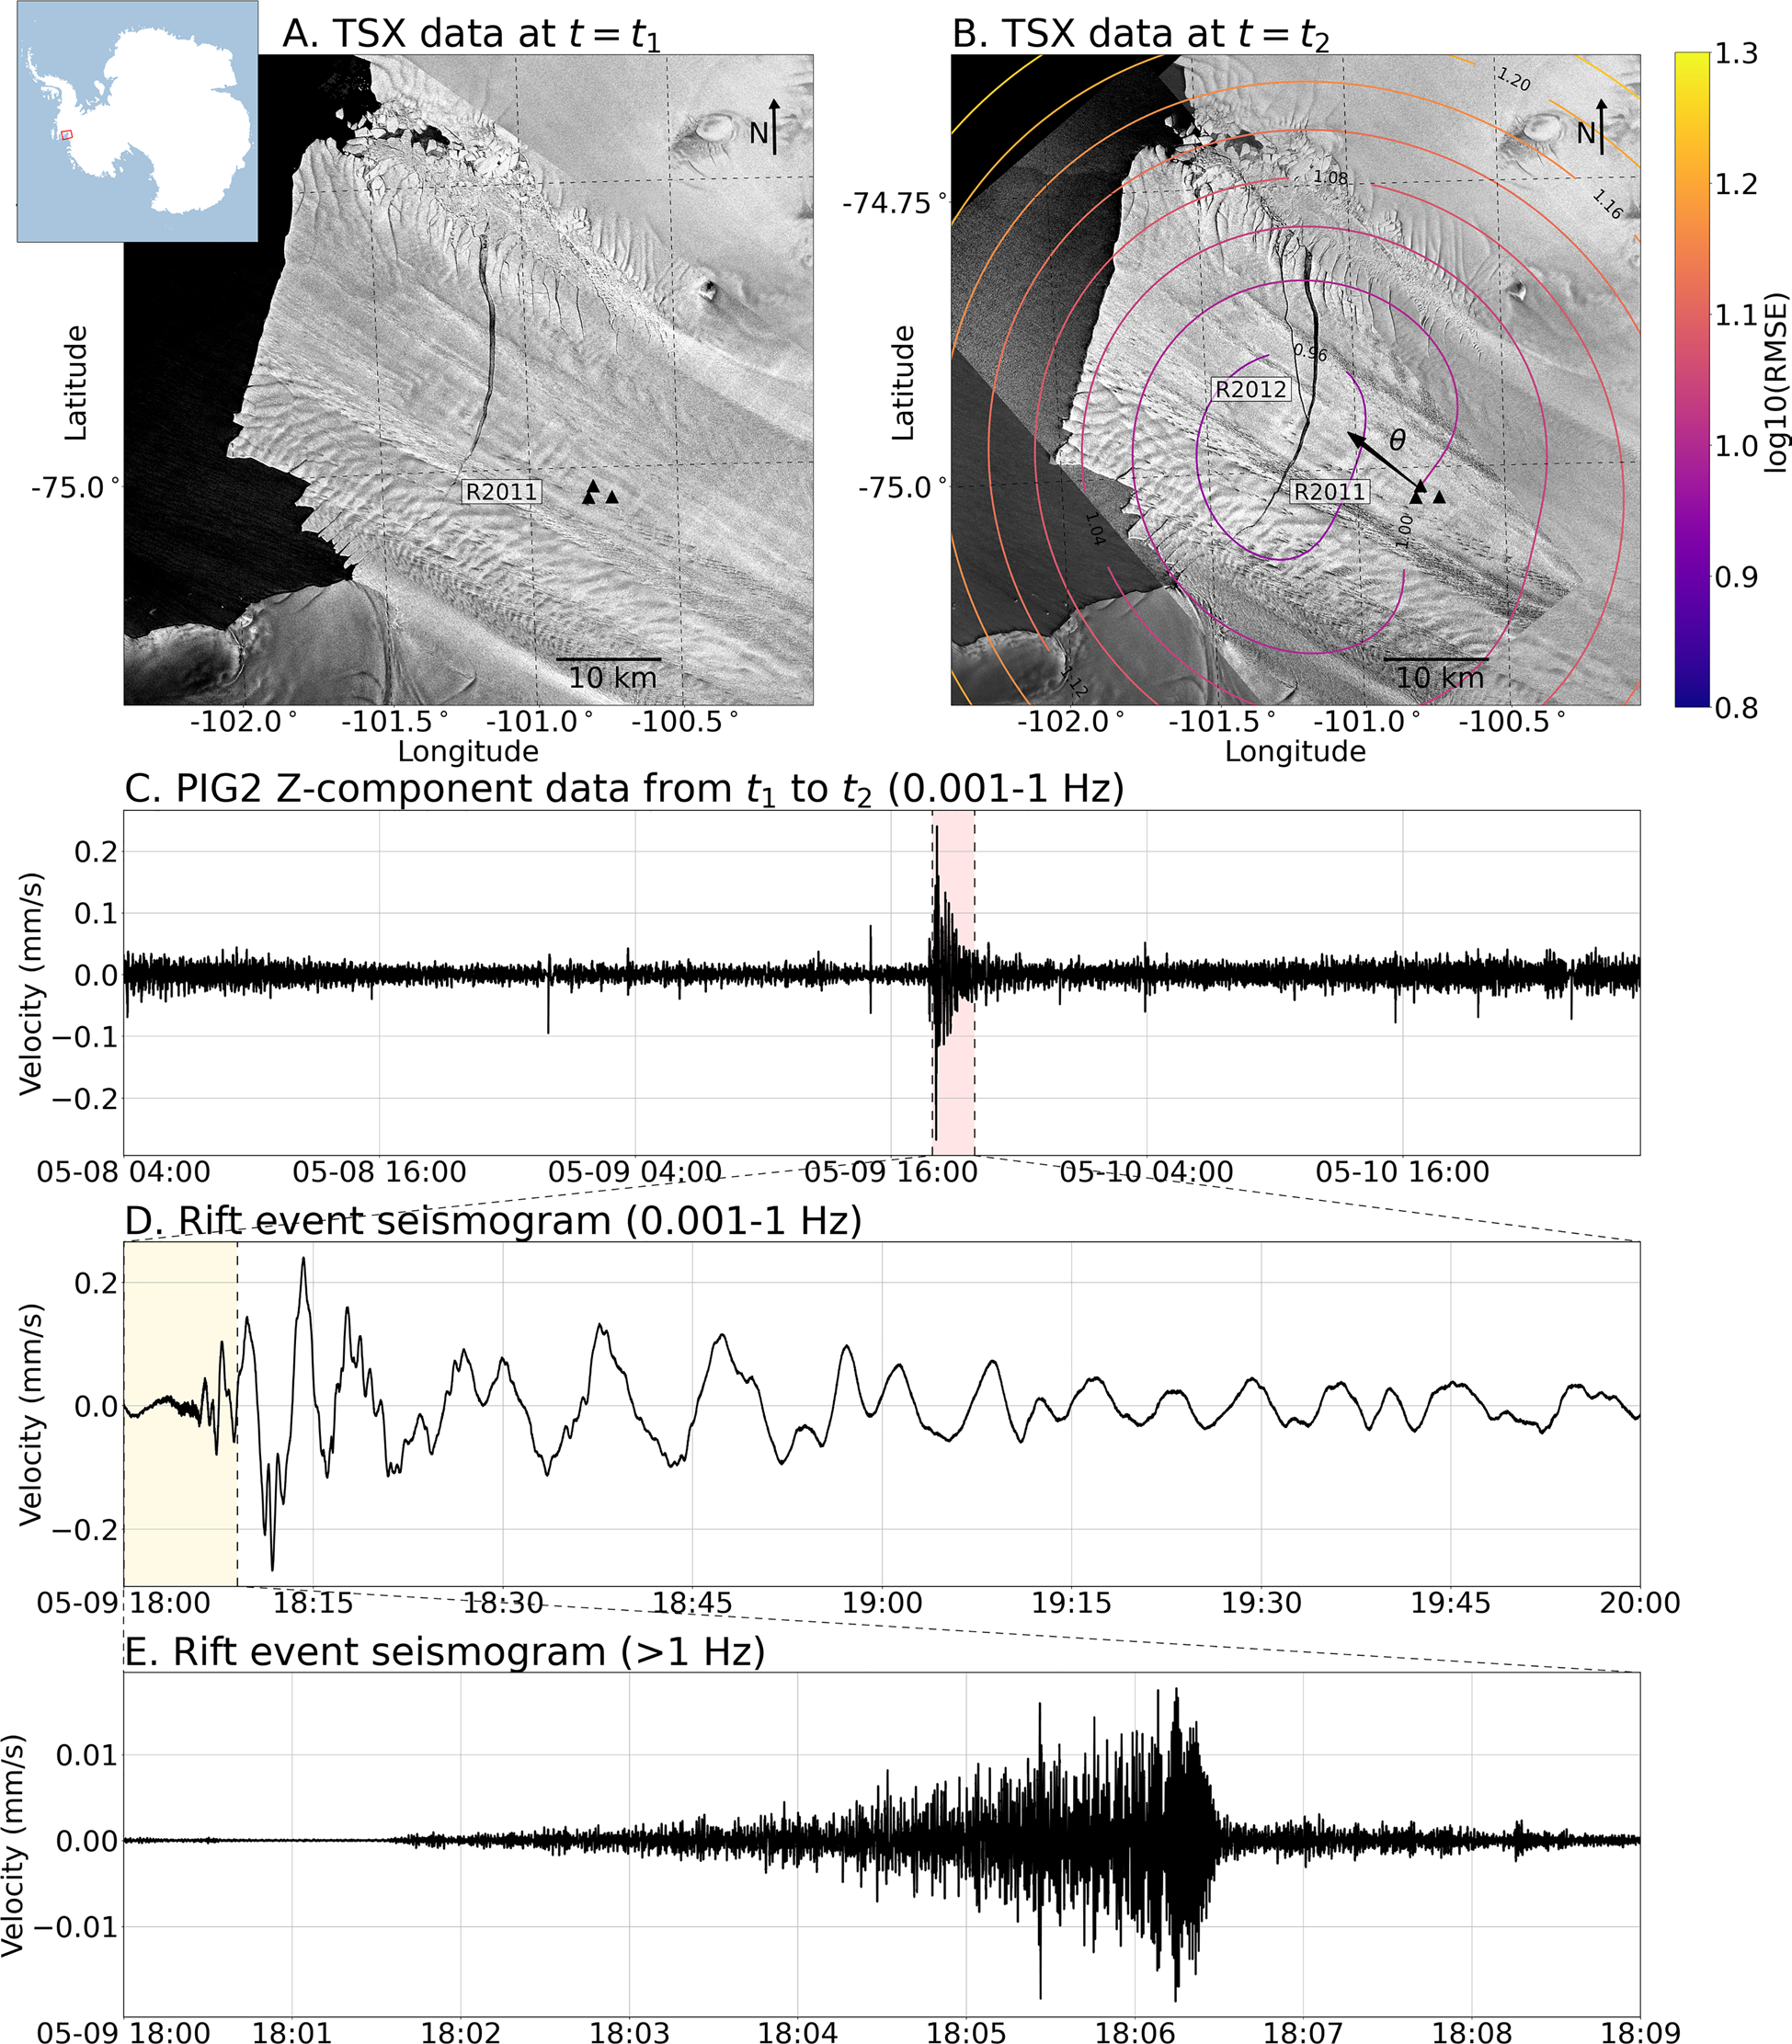 A. TSX data at t = t1
B. TSX data at t = t2
N
N
1.20
1.08
1.16
0.96
R2012
θ
R2011
R2011
1.00
1.04
1.12
10 km
10 km
-74.75°
-75.0°
-75.0°
Latitude
Latitude
-102.0° -101.5° -101.0° -100.5°
-102.0° -101.5° -101.0° -100.5°
Longitude
Longitude
1.3
1.2
1.1
1.0
0.9
0.8
log10(RMSE)
C. PIG2 Z-component data from t1 to t2 (0.001-1 Hz)
Velocity (mm/s)
0.2
0.1
0.0
−0.1
−0.2
05-08 04:00 05-08 16:00 05-09 04:00 05-09 16:00 05-10 04:00 05-10 16:00
D. Rift event seismogram (0.001-1 Hz)
Velocity (mm/s)
0.2
0.0
−0.2
05-09 18:00 18:15 18:30 18:45 19:00 19:15 19:30 19:45 20:00
E. Rift event seismogram (>1 Hz)
Velocity (mm/s)
0.01
0.00
−0.01
05-09 18:00 18:01 18:02 18:03 18:04 18:05 18:06 18:07 18:08 18:09